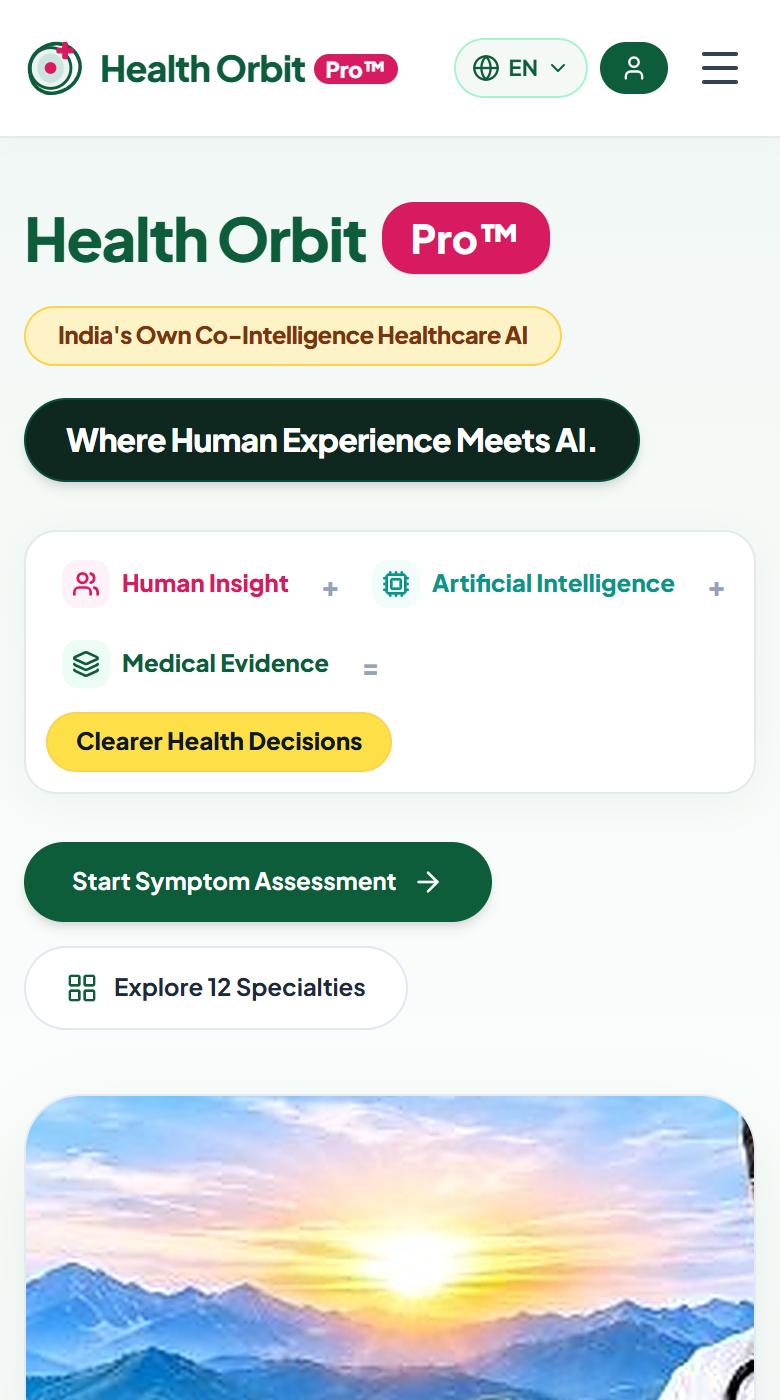 Health Orbit Pro™
EN
Health Orbit Pro™
India's Own Co-Intelligence Healthcare AI
Where Human Experience Meets AI.
Human Insight + Artificial Intelligence +
Medical Evidence =
Clearer Health Decisions
Start Symptom Assessment →
Explore 12 Specialties